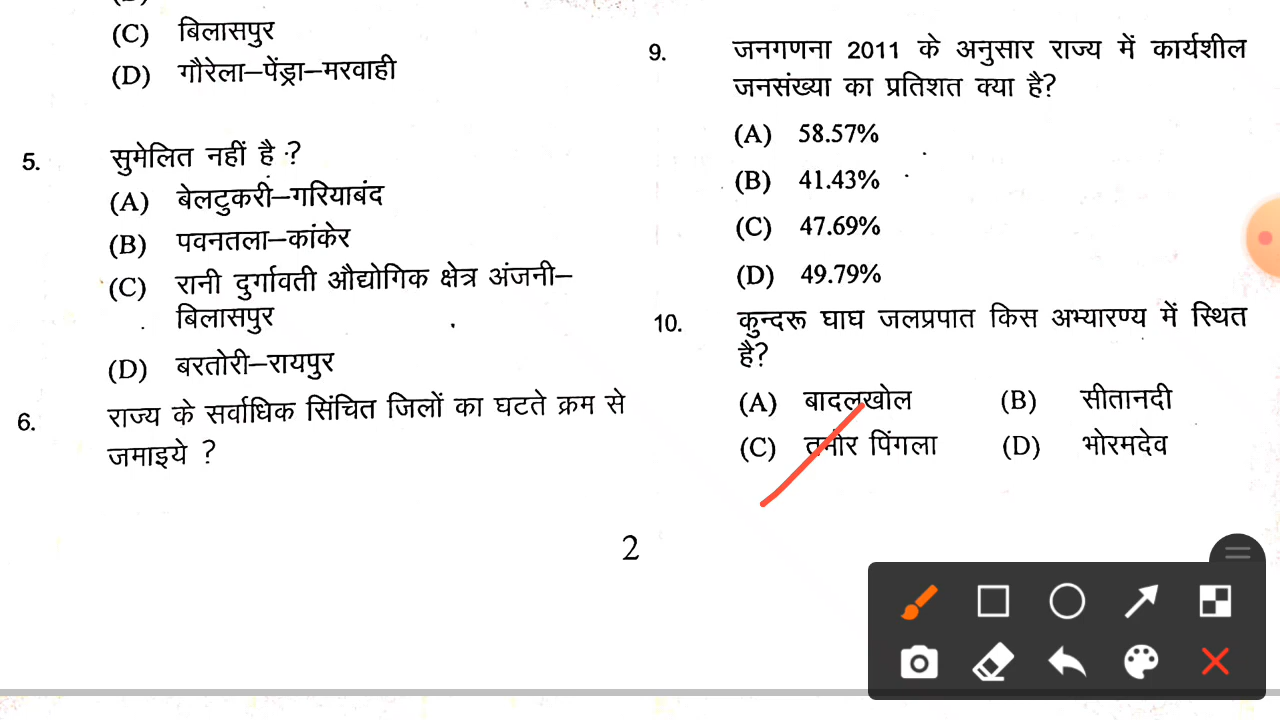 (C) बिलासपुर
(D) गौरेला–पेंड्रा–मरवाही
5. सुमेलित नहीं है ?
(A) बेलटुकरी–गरियाबंद
(B) पवनतला–कांकेर
(C) रानी दुर्गावती औद्योगिक क्षेत्र अंजनी–
बिलासपुर
(D) बरतोरी–रायपुर
6. राज्य के सर्वाधिक सिंचित जिलों का घटते क्रम से
जमाइये ?
9. जनगणना 2011 के अनुसार राज्य में कार्यशील
जनसंख्या का प्रतिशत क्या है?
(A) 58.57%
(B) 41.43%
(C) 47.69%
(D) 49.79%
10. कुन्दरू घाघ जलप्रपात किस अभ्यारण्य में स्थित
है?
(A) बादलखोल (B) सीतानदी
(C) तमोर पिंगला (D) भोरमदेव
2